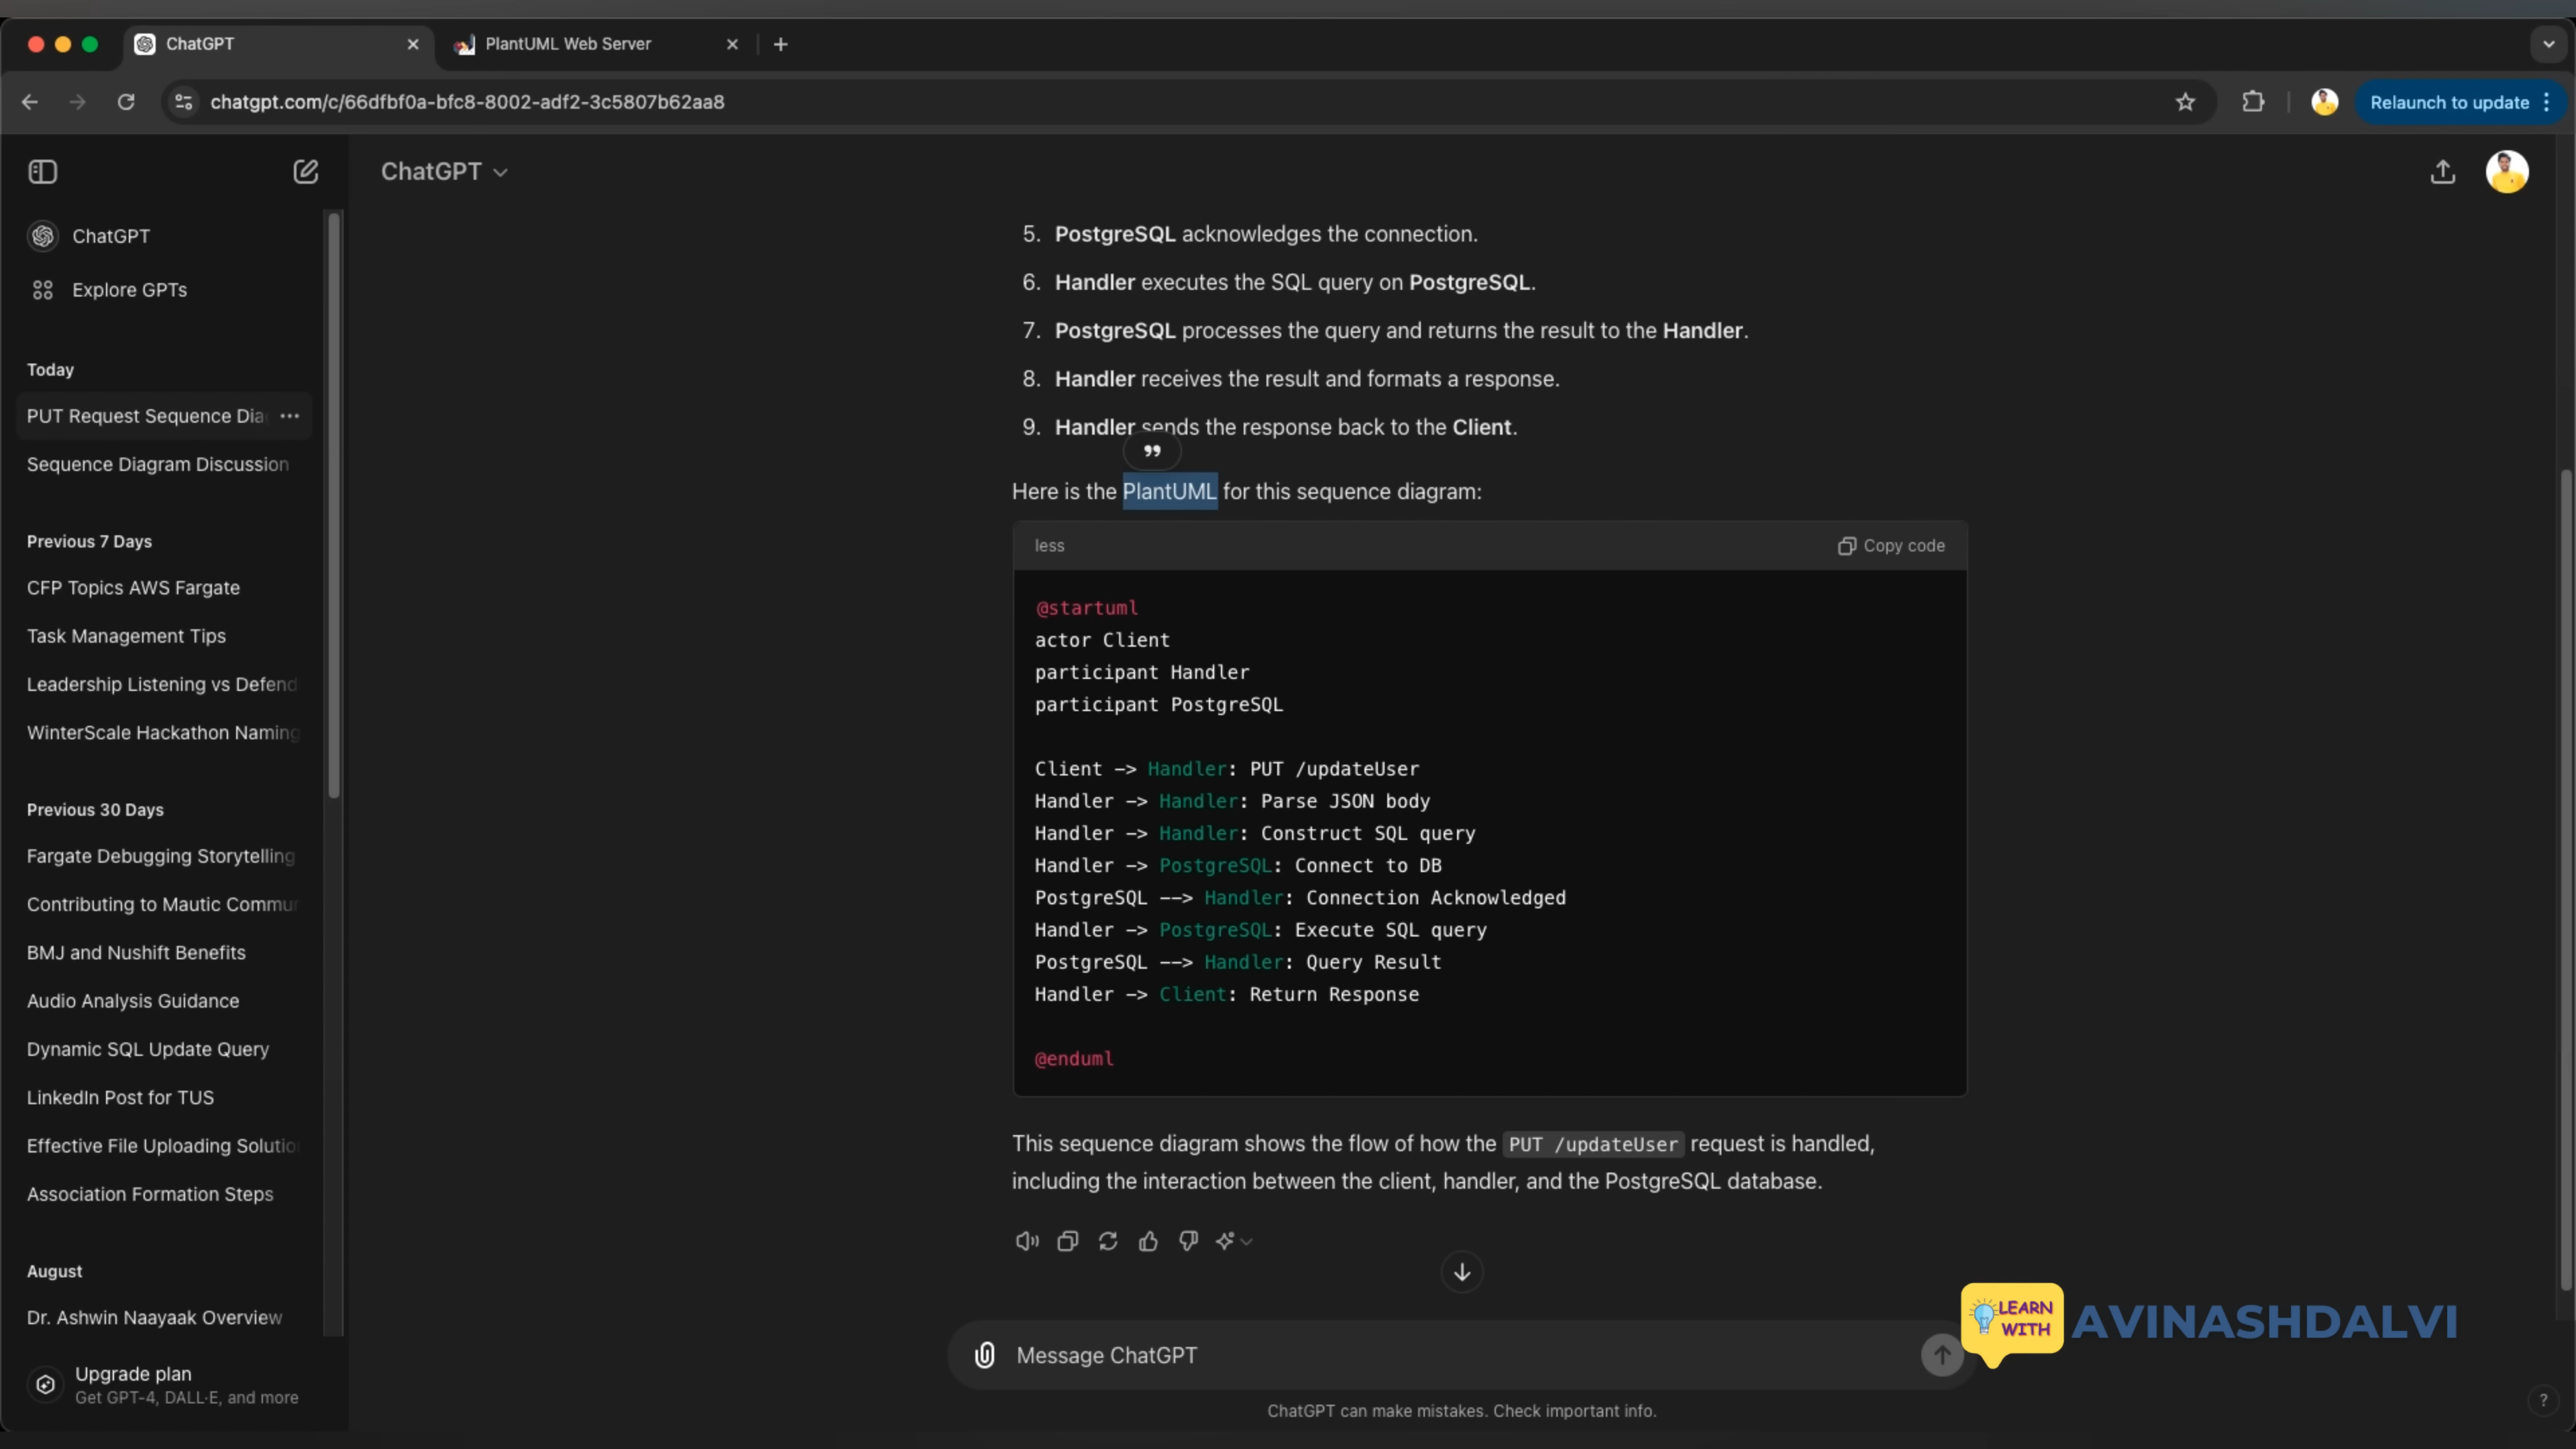 ChatGPT
PlantUML Web Server
chatgpt.com/c/66dfbf0a-bfc8-8002-adf2-3c5807b62aa8
Relaunch to update
ChatGPT
Explore GPTs
Today
PUT Request Sequence Dia
Sequence Diagram Discussion
Previous 7 Days
CFP Topics AWS Fargate
Task Management Tips
Leadership Listening vs Defend
WinterScale Hackathon Naming
Previous 30 Days
Fargate Debugging Storytelling
Contributing to Mautic Commun
BMJ and Nushift Benefits
Audio Analysis Guidance
Dynamic SQL Update Query
LinkedIn Post for TUS
Effective File Uploading Solutio
Association Formation Steps
August
Dr. Ashwin Naayaak Overview
Upgrade plan
Get GPT-4, DALL·E, and more
ChatGPT
5. PostgreSQL acknowledges the connection.
6. Handler executes the SQL query on PostgreSQL.
7. PostgreSQL processes the query and returns the result to the Handler.
8. Handler receives the result and formats a response.
9. Handler sends the response back to the Client.
Here is the PlantUML for this sequence diagram:
less
Copy code
@startuml
actor Client
participant Handler
participant PostgreSQL
Client -> Handler: PUT /updateUser
Handler -> Handler: Parse JSON body
Handler -> Handler: Construct SQL query
Handler -> PostgreSQL: Connect to DB
PostgreSQL --> Handler: Connection Acknowledged
Handler -> PostgreSQL: Execute SQL query
PostgreSQL --> Handler: Query Result
Handler -> Client: Return Response
@enduml
This sequence diagram shows the flow of how the PUT /updateUser request is handled,
including the interaction between the client, handler, and the PostgreSQL database.
Message ChatGPT
ChatGPT can make mistakes. Check important info.
?
LEARN
WITH
AVINASHDALVI